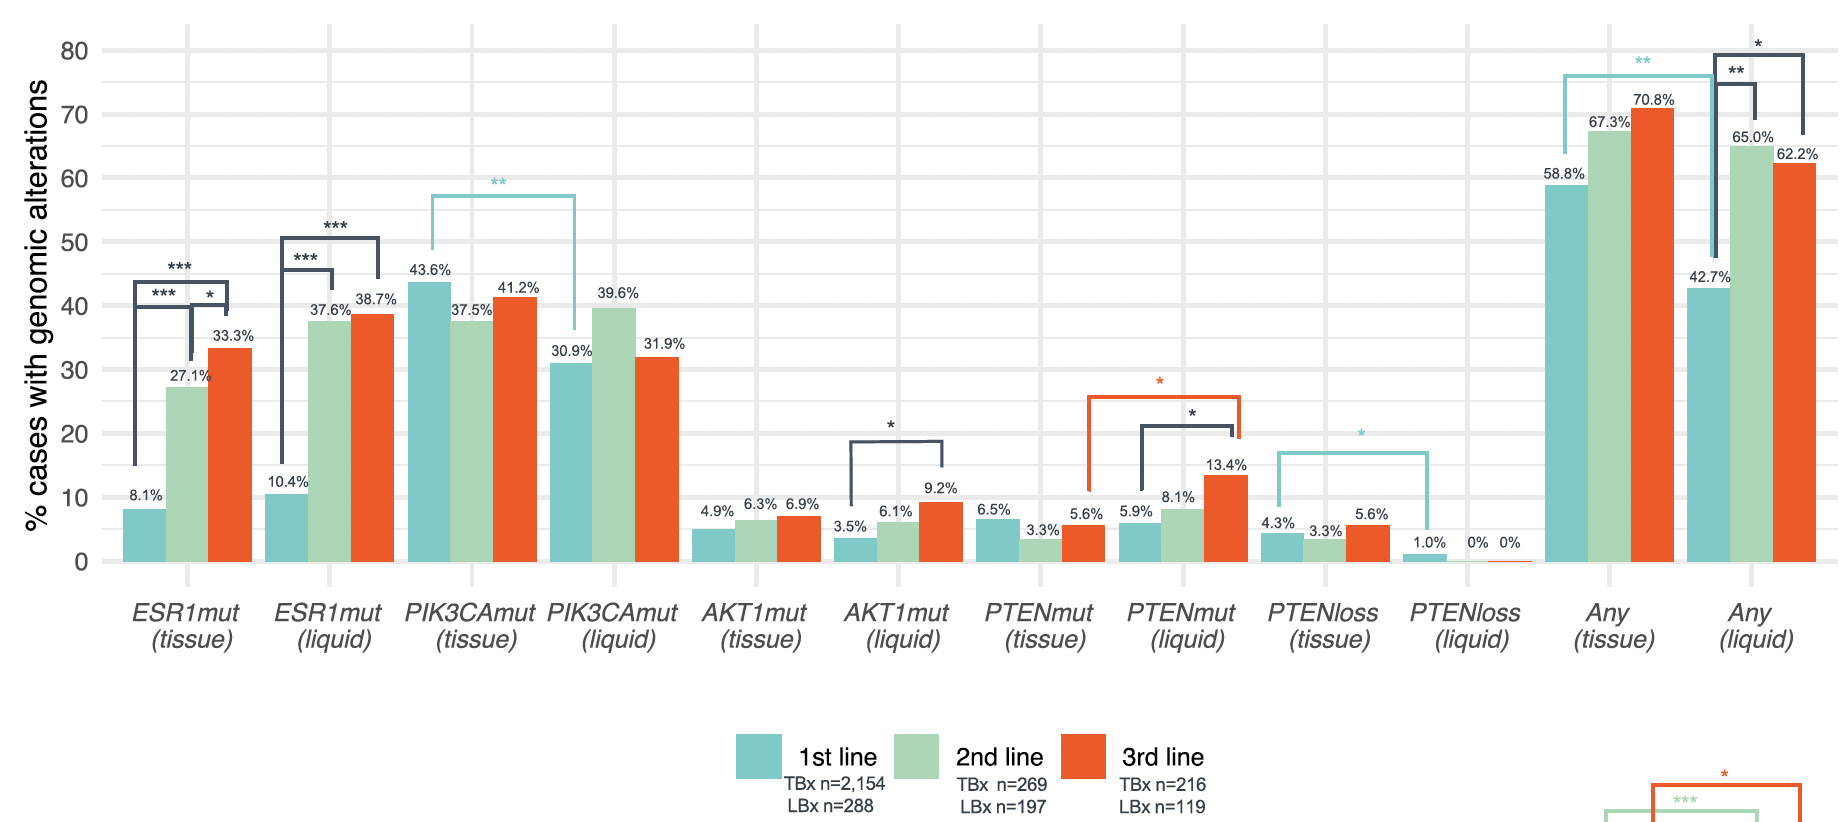 % cases with genomic alterations
80
70
60
50
40
30
20
10
0
*** *** *
8.1% 27.1% 33.3%
*** ***
10.4% 37.6% 38.7%
**
43.6% 37.5% 41.2%
30.9% 39.6% 31.9%
4.9% 6.3% 6.9%
*
3.5% 6.1% 9.2%
*
6.5% 3.3% 5.6%
*
5.9% 8.1% 13.4%
*
4.3% 3.3% 5.6%
1.0% 0% 0%
**
58.8% 67.3% 70.8%
* **
42.7% 65.0% 62.2%
ESR1mut
(tissue)
ESR1mut
(liquid)
PIK3CAmut
(tissue)
PIK3CAmut
(liquid)
AKT1mut
(tissue)
AKT1mut
(liquid)
PTENmut
(tissue)
PTENmut
(liquid)
PTENloss
(tissue)
PTENloss
(liquid)
Any
(tissue)
Any
(liquid)
1st line
TBx n=2,154
LBx n=288
2nd line
TBx n=269
LBx n=197
3rd line
TBx n=216
LBx n=119
*
***